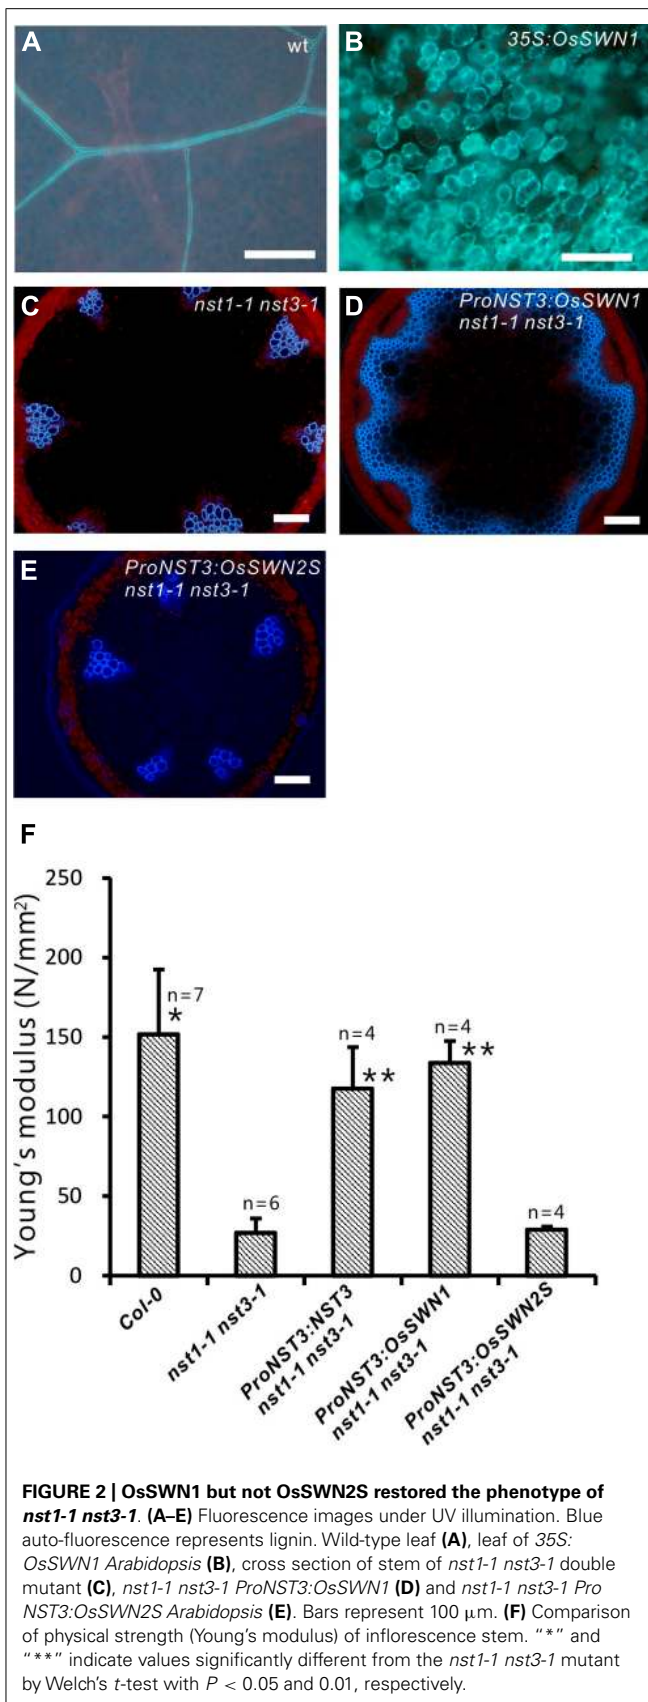 A
wt
B
35S:OsSWN1
C
nst1-1 nst3-1
D
ProNST3:OsSWN1
nst1-1 nst3-1
E
ProNST3:OsSWN2S
nst1-1 nst3-1
F
Young's modulus (N/mm²)
250
200
150
100
50
0
n=7
*
n=6
n=4
**
n=4
**
n=4
Col-0
nst1-1 nst3-1
ProNST3:NST3
nst1-1 nst3-1
ProNST3:OsSWN1
nst1-1 nst3-1
ProNST3:OsSWN2S
nst1-1 nst3-1
FIGURE 2 | OsSWN1 but not OsSWN2S restored the phenotype of
nst1-1 nst3-1. (A–E) Fluorescence images under UV illumination. Blue
auto-fluorescence represents lignin. Wild-type leaf (A), leaf of 35S:
OsSWN1 Arabidopsis (B), cross section of stem of nst1-1 nst3-1 double
mutant (C), nst1-1 nst3-1 ProNST3:OsSWN1 (D) and nst1-1 nst3-1 Pro
NST3:OsSWN2S Arabidopsis (E). Bars represent 100 μm. (F) Comparison
of physical strength (Young's modulus) of inflorescence stem. "*" and
"**" indicate values significantly different from the nst1-1 nst3-1 mutant
by Welch's t-test with P < 0.05 and 0.01, respectively.